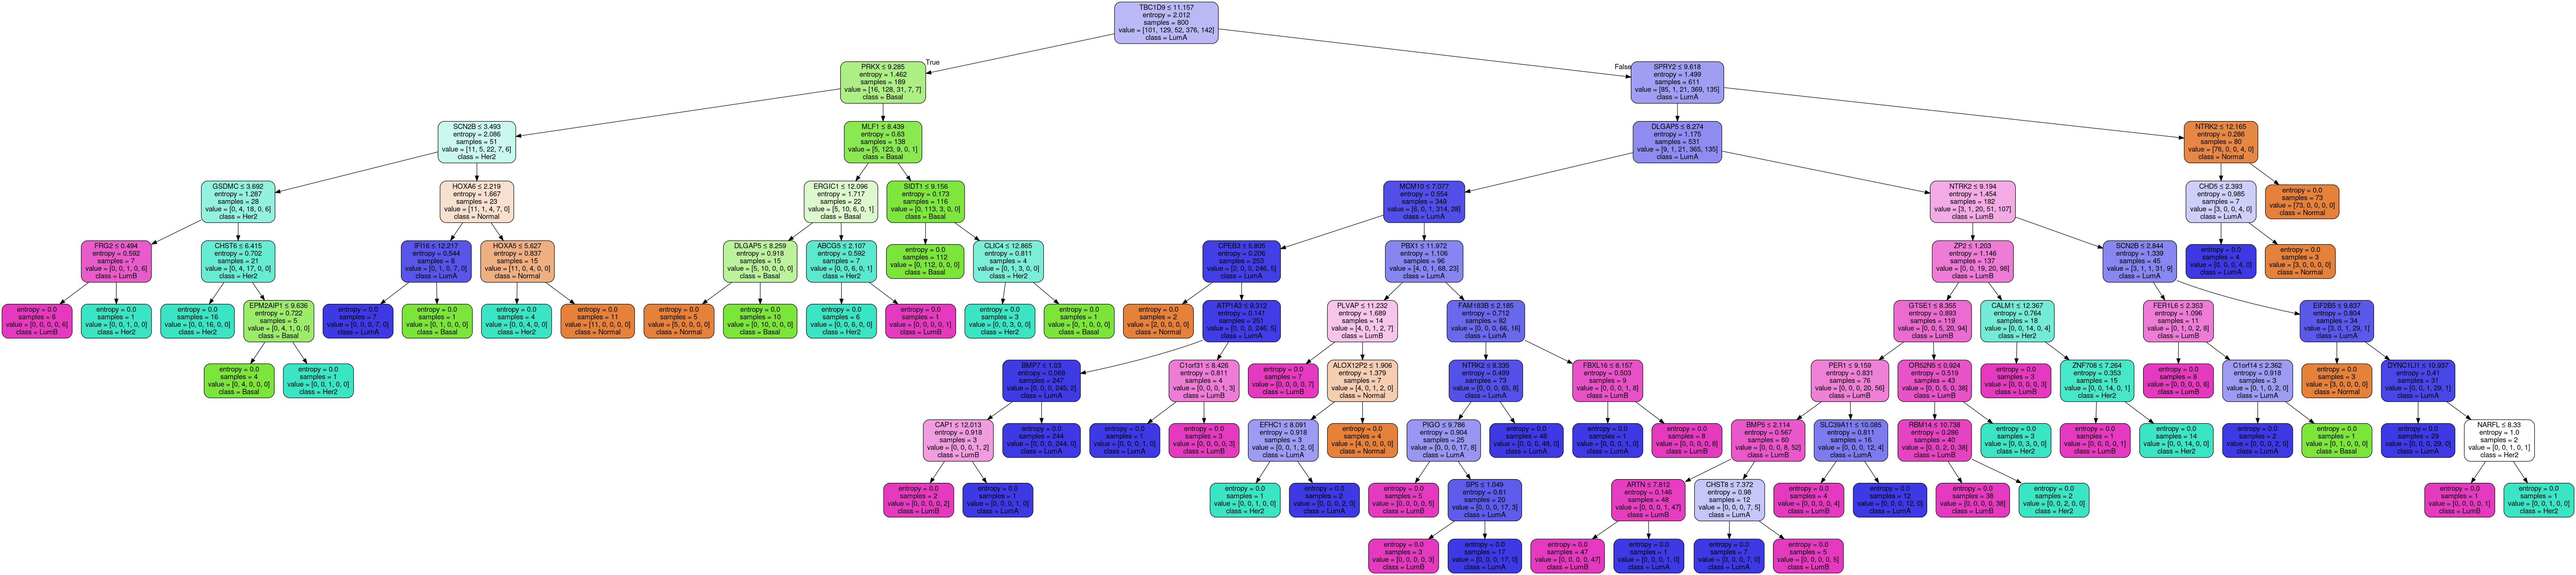 TBC1D9 ≤ 11.157
entropy = 2.012
samples = 800
value = [101, 129, 52, 376, 142]
class = LumA
True
False
PRKX ≤ 9.285
entropy = 1.462
samples = 189
value = [16, 128, 31, 7, 7]
class = Basal
SPRY2 ≤ 9.618
entropy = 1.499
samples = 611
value = [85, 1, 21, 369, 135]
class = LumA
SCN2B ≤ 3.493
entropy = 2.086
samples = 51
value = [11, 5, 22, 7, 6]
class = Her2
MLF1 ≤ 8.439
entropy = 0.63
samples = 138
value = [5, 123, 9, 0, 1]
class = Basal
DLGAP5 ≤ 8.274
entropy = 1.175
samples = 531
value = [9, 1, 21, 365, 135]
class = LumA
NTRK2 ≤ 12.165
entropy = 0.286
samples = 80
value = [76, 0, 0, 4, 0]
class = Normal
GSDMC ≤ 3.692
entropy = 1.287
samples = 28
value = [0, 4, 18, 0, 6]
class = Her2
HOXA6 ≤ 2.219
entropy = 1.667
samples = 23
value = [11, 1, 4, 7, 0]
class = Normal
ERGIC1 ≤ 12.096
entropy = 1.717
samples = 22
value = [5, 10, 6, 0, 1]
class = Basal
SIDT1 ≤ 9.156
entropy = 0.173
samples = 116
value = [0, 113, 3, 0, 0]
class = Basal
MCM10 ≤ 7.077
entropy = 0.554
samples = 349
value = [6, 0, 1, 314, 28]
class = LumA
NTRK2 ≤ 9.194
entropy = 1.454
samples = 182
value = [3, 1, 20, 51, 107]
class = LumB
CHD5 ≤ 2.393
entropy = 0.985
samples = 7
value = [3, 0, 0, 4, 0]
class = LumA
entropy = 0.0
samples = 73
value = [73, 0, 0, 0, 0]
class = Normal
FRG2 ≤ 0.494
entropy = 0.592
samples = 7
value = [0, 0, 1, 0, 6]
class = LumB
CHST6 ≤ 6.415
entropy = 0.702
samples = 21
value = [0, 4, 17, 0, 0]
class = Her2
IFI16 ≤ 12.217
entropy = 0.544
samples = 8
value = [0, 1, 0, 7, 0]
class = LumA
HOXA5 ≤ 5.627
entropy = 0.837
samples = 15
value = [11, 0, 4, 0, 0]
class = Normal
DLGAP5 ≤ 8.259
entropy = 0.918
samples = 15
value = [5, 10, 0, 0, 0]
class = Basal
ABCG5 ≤ 2.107
entropy = 0.592
samples = 7
value = [0, 0, 6, 0, 1]
class = Her2
entropy = 0.0
samples = 112
value = [0, 112, 0, 0, 0]
class = Basal
CLIC4 ≤ 12.865
entropy = 0.811
samples = 4
value = [0, 1, 3, 0, 0]
class = Her2
CPEB3 ≤ 5.805
entropy = 0.206
samples = 253
value = [2, 0, 0, 246, 5]
class = LumA
PBX1 ≤ 11.972
entropy = 1.106
samples = 96
value = [4, 0, 1, 68, 23]
class = LumA
ZP2 ≤ 1.203
entropy = 1.146
samples = 137
value = [0, 0, 19, 20, 98]
class = LumB
SCN2B ≤ 2.844
entropy = 1.339
samples = 45
value = [3, 1, 1, 31, 9]
class = LumA
entropy = 0.0
samples = 4
value = [0, 0, 0, 4, 0]
class = LumA
entropy = 0.0
samples = 3
value = [3, 0, 0, 0, 0]
class = Normal
entropy = 0.0
samples = 6
value = [0, 0, 0, 0, 6]
class = LumB
entropy = 0.0
samples = 1
value = [0, 0, 1, 0, 0]
class = Her2
entropy = 0.0
samples = 16
value = [0, 0, 16, 0, 0]
class = Her2
EPM2AIP1 ≤ 9.636
entropy = 0.722
samples = 5
value = [0, 4, 1, 0, 0]
class = Basal
entropy = 0.0
samples = 7
value = [0, 0, 0, 7, 0]
class = LumA
entropy = 0.0
samples = 1
value = [0, 1, 0, 0, 0]
class = Basal
entropy = 0.0
samples = 4
value = [0, 0, 4, 0, 0]
class = Her2
entropy = 0.0
samples = 11
value = [11, 0, 0, 0, 0]
class = Normal
entropy = 0.0
samples = 5
value = [5, 0, 0, 0, 0]
class = Normal
entropy = 0.0
samples = 10
value = [0, 10, 0, 0, 0]
class = Basal
entropy = 0.0
samples = 6
value = [0, 0, 6, 0, 0]
class = Her2
entropy = 0.0
samples = 1
value = [0, 0, 0, 0, 1]
class = LumB
entropy = 0.0
samples = 3
value = [0, 0, 3, 0, 0]
class = Her2
entropy = 0.0
samples = 1
value = [0, 1, 0, 0, 0]
class = Basal
entropy = 0.0
samples = 2
value = [2, 0, 0, 0, 0]
class = Normal
ATP1A3 ≤ 9.312
entropy = 0.141
samples = 251
value = [0, 0, 0, 246, 5]
class = LumA
PLVAP ≤ 11.232
entropy = 1.689
samples = 14
value = [4, 0, 1, 2, 7]
class = LumB
FAM183B ≤ 2.185
entropy = 0.712
samples = 82
value = [0, 0, 0, 66, 16]
class = LumA
GTSE1 ≤ 8.355
entropy = 0.893
samples = 119
value = [0, 0, 5, 20, 94]
class = LumB
CALM1 ≤ 12.367
entropy = 0.764
samples = 18
value = [0, 0, 14, 0, 4]
class = Her2
FER1L6 ≤ 2.353
entropy = 1.096
samples = 11
value = [0, 1, 0, 2, 8]
class = LumB
EIF2B5 ≤ 9.837
entropy = 0.804
samples = 34
value = [3, 0, 1, 29, 1]
class = LumA
entropy = 0.0
samples = 4
value = [0, 4, 0, 0, 0]
class = Basal
entropy = 0.0
samples = 1
value = [0, 0, 1, 0, 0]
class = Her2
BMP7 ≤ 1.03
entropy = 0.068
samples = 247
value = [0, 0, 0, 245, 2]
class = LumA
C1orf31 ≤ 8.426
entropy = 0.811
samples = 4
value = [0, 0, 0, 1, 3]
class = LumB
entropy = 0.0
samples = 7
value = [0, 0, 0, 0, 7]
class = LumB
ALOX12P2 ≤ 1.906
entropy = 1.379
samples = 7
value = [4, 0, 1, 2, 0]
class = Normal
NTRK2 ≤ 8.335
entropy = 0.499
samples = 73
value = [0, 0, 0, 65, 8]
class = LumA
FBXL16 ≤ 8.157
entropy = 0.503
samples = 9
value = [0, 0, 0, 1, 8]
class = LumB
PER1 ≤ 9.159
entropy = 0.831
samples = 76
value = [0, 0, 0, 20, 56]
class = LumB
OR52N5 ≤ 0.924
entropy = 0.519
samples = 43
value = [0, 0, 5, 0, 38]
class = LumB
entropy = 0.0
samples = 3
value = [0, 0, 0, 0, 3]
class = LumB
ZNF708 ≤ 7.264
entropy = 0.353
samples = 15
value = [0, 0, 14, 0, 1]
class = Her2
entropy = 0.0
samples = 8
value = [0, 0, 0, 0, 8]
class = LumB
C1orf14 ≤ 2.362
entropy = 0.918
samples = 3
value = [0, 1, 0, 2, 0]
class = LumA
entropy = 0.0
samples = 3
value = [3, 0, 0, 0, 0]
class = Normal
DYNC1LI1 ≤ 10.937
entropy = 0.41
samples = 31
value = [0, 0, 1, 29, 1]
class = LumA
CAP1 ≤ 12.013
entropy = 0.918
samples = 3
value = [0, 0, 0, 1, 2]
class = LumB
entropy = 0.0
samples = 244
value = [0, 0, 0, 244, 0]
class = LumA
entropy = 0.0
samples = 1
value = [0, 0, 0, 1, 0]
class = LumA
entropy = 0.0
samples = 3
value = [0, 0, 0, 0, 3]
class = LumB
EFHC1 ≤ 8.091
entropy = 0.918
samples = 3
value = [0, 0, 1, 2, 0]
class = LumA
entropy = 0.0
samples = 4
value = [4, 0, 0, 0, 0]
class = Normal
PIGO ≤ 9.786
entropy = 0.904
samples = 25
value = [0, 0, 0, 17, 8]
class = LumA
entropy = 0.0
samples = 48
value = [0, 0, 0, 48, 0]
class = LumA
entropy = 0.0
samples = 1
value = [0, 0, 0, 1, 0]
class = LumA
entropy = 0.0
samples = 8
value = [0, 0, 0, 0, 8]
class = LumB
BMP5 ≤ 2.114
entropy = 0.567
samples = 60
value = [0, 0, 0, 8, 52]
class = LumB
SLC39A11 ≤ 10.085
entropy = 0.811
samples = 16
value = [0, 0, 0, 12, 4]
class = LumA
RBM14 ≤ 10.738
entropy = 0.286
samples = 40
value = [0, 0, 2, 0, 38]
class = LumB
entropy = 0.0
samples = 3
value = [0, 0, 3, 0, 0]
class = Her2
entropy = 0.0
samples = 1
value = [0, 0, 0, 0, 1]
class = LumB
entropy = 0.0
samples = 14
value = [0, 0, 14, 0, 0]
class = Her2
entropy = 0.0
samples = 2
value = [0, 0, 0, 2, 0]
class = LumA
entropy = 0.0
samples = 1
value = [0, 1, 0, 0, 0]
class = Basal
entropy = 0.0
samples = 29
value = [0, 0, 0, 29, 0]
class = LumA
NARFL ≤ 8.33
entropy = 1.0
samples = 2
value = [0, 0, 1, 0, 1]
class = Her2
entropy = 0.0
samples = 2
value = [0, 0, 0, 0, 2]
class = LumB
entropy = 0.0
samples = 1
value = [0, 0, 0, 1, 0]
class = LumA
entropy = 0.0
samples = 1
value = [0, 0, 1, 0, 0]
class = Her2
entropy = 0.0
samples = 2
value = [0, 0, 0, 2, 0]
class = LumA
entropy = 0.0
samples = 5
value = [0, 0, 0, 0, 5]
class = LumB
SP5 ≤ 1.049
entropy = 0.61
samples = 20
value = [0, 0, 0, 17, 3]
class = LumA
ARTN ≤ 7.812
entropy = 0.146
samples = 48
value = [0, 0, 0, 1, 47]
class = LumB
CHST8 ≤ 7.372
entropy = 0.98
samples = 12
value = [0, 0, 0, 7, 5]
class = LumA
entropy = 0.0
samples = 4
value = [0, 0, 0, 0, 4]
class = LumB
entropy = 0.0
samples = 12
value = [0, 0, 0, 12, 0]
class = LumA
entropy = 0.0
samples = 38
value = [0, 0, 0, 0, 38]
class = LumB
entropy = 0.0
samples = 2
value = [0, 0, 2, 0, 0]
class = Her2
entropy = 0.0
samples = 1
value = [0, 0, 0, 0, 1]
class = LumB
entropy = 0.0
samples = 1
value = [0, 0, 1, 0, 0]
class = Her2
entropy = 0.0
samples = 3
value = [0, 0, 0, 0, 3]
class = LumB
entropy = 0.0
samples = 17
value = [0, 0, 0, 17, 0]
class = LumA
entropy = 0.0
samples = 47
value = [0, 0, 0, 0, 47]
class = LumB
entropy = 0.0
samples = 1
value = [0, 0, 0, 1, 0]
class = LumA
entropy = 0.0
samples = 7
value = [0, 0, 0, 7, 0]
class = LumA
entropy = 0.0
samples = 5
value = [0, 0, 0, 0, 5]
class = LumB